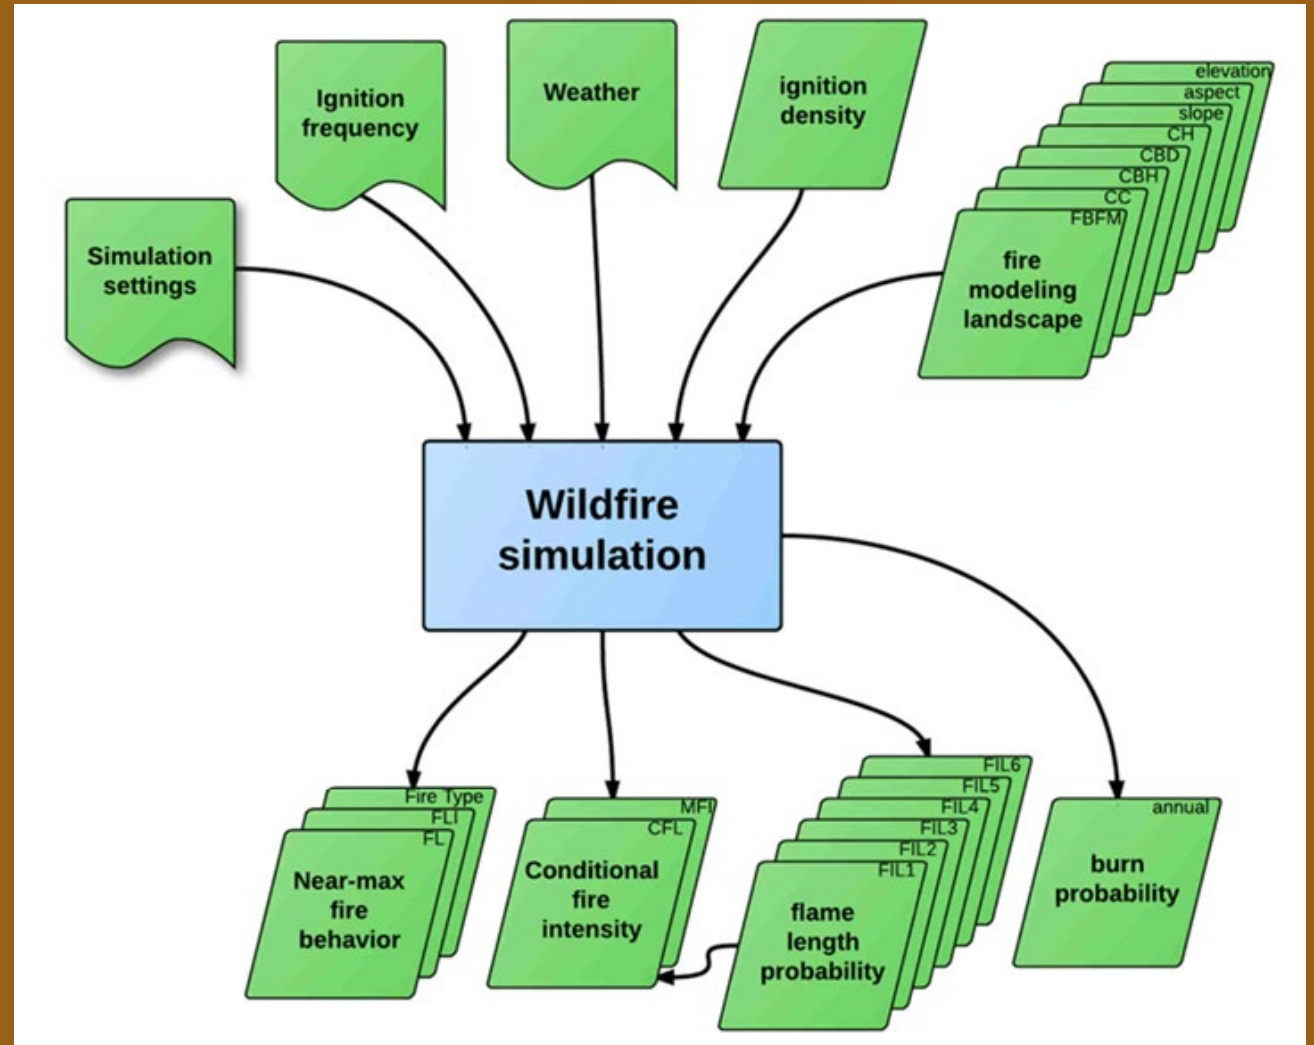 Ignition
frequency
Weather
ignition
density
elevation
aspect
slope
CH
CBD
CBH
CC
FBFM
fire
modeling
landscape
Simulation
settings
Wildfire
simulation
Fire Type
FLI
FL
Near-max
fire
behavior
MFI
CFL
Conditional
fire
intensity
FIL6
FIL5
FIL4
FIL3
FIL2
FIL1
flame
length
probability
annual
burn
probability